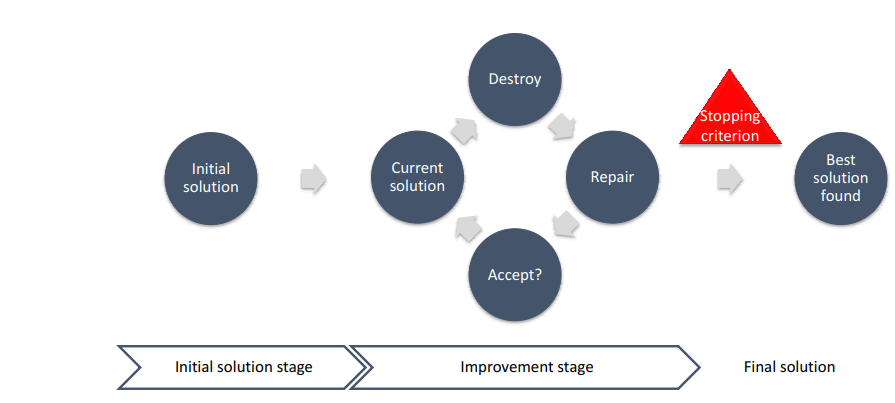 Destroy
Stopping
criterion
Initial
solution
Current
solution
Repair
Best
solution
found
Accept?
Initial solution stage
Improvement stage
Final solution